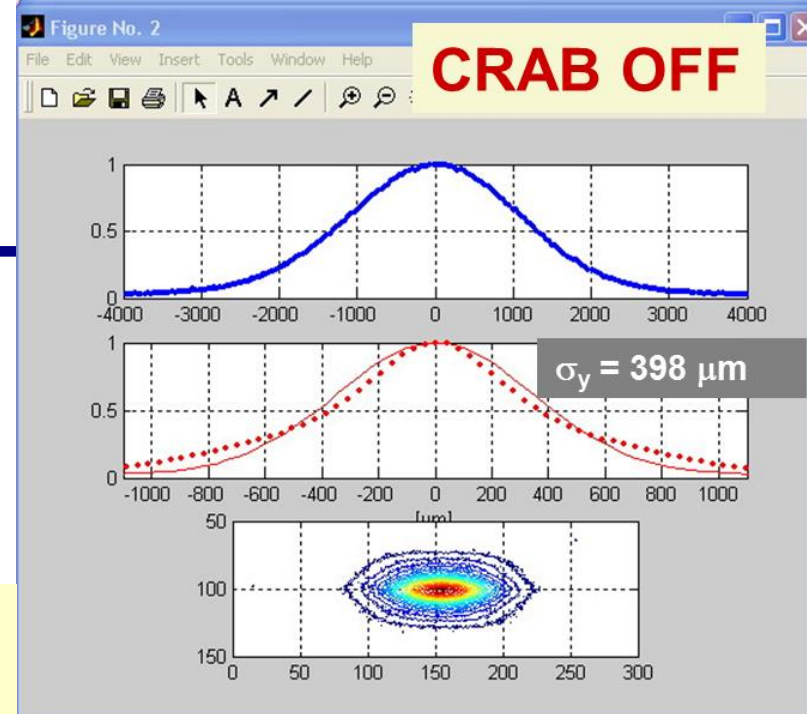 Figure No. 2
CRAB OFF
File Edit View Insert Tools Window Help
A
1
0.5
0
-4000 -3000 -2000 -1000 0 1000 2000 3000 4000
σy = 398 μm
1
0.5
0
-1000 -800 -600 -400 -200 0 200 400 600 800 1000
[um]
50
100
150
0 50 100 150 200 250 300